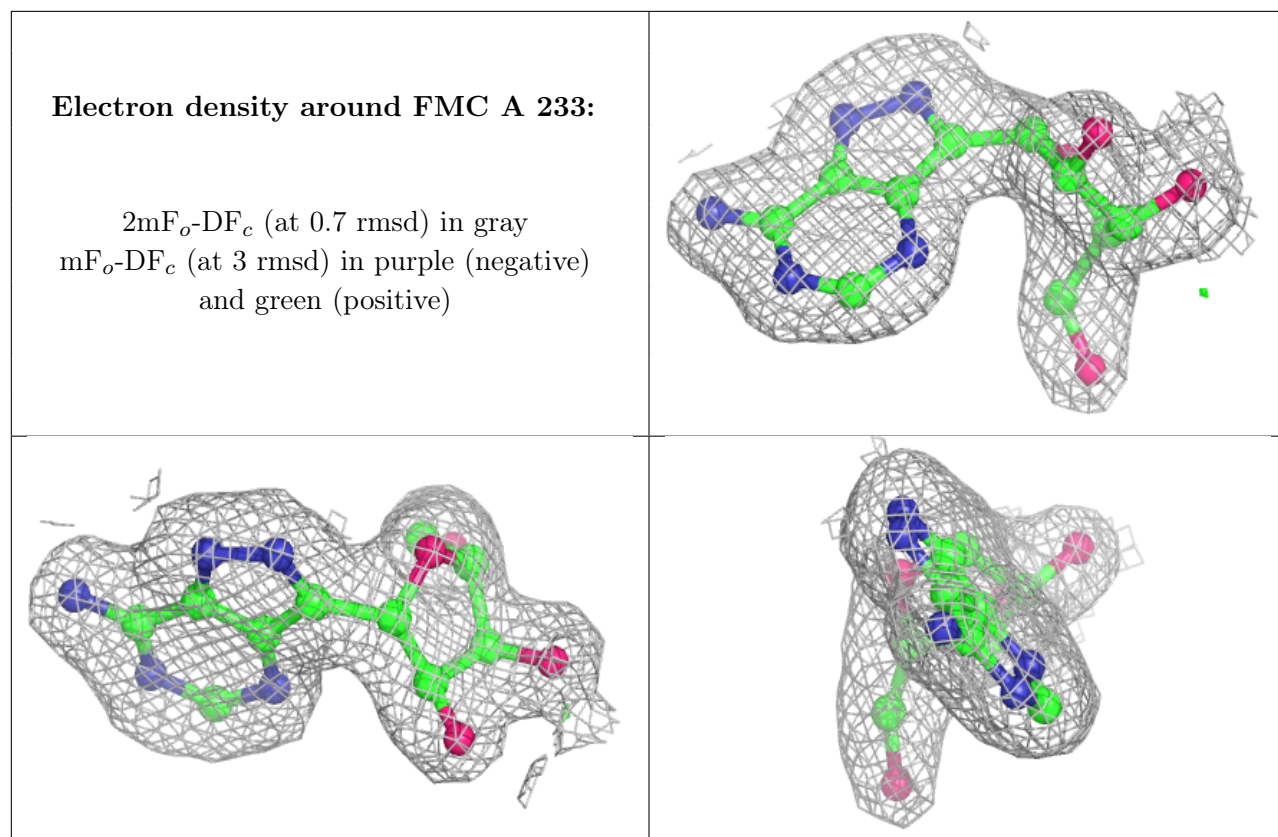 Electron density around FMC A 233:
2mFo-DFc (at 0.7 rmsd) in gray
mFo-DFc (at 3 rmsd) in purple (negative)
and green (positive)